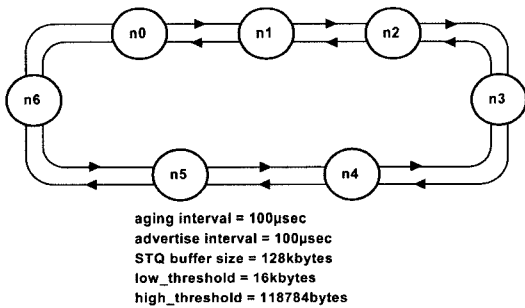 n0 n1 n2
n6 n3
n5 n4
aging interval = 100µsec
advertise interval = 100µsec
STQ buffer size = 128kbytes
low_threshold = 16kbytes
high_threshold = 118784bytes